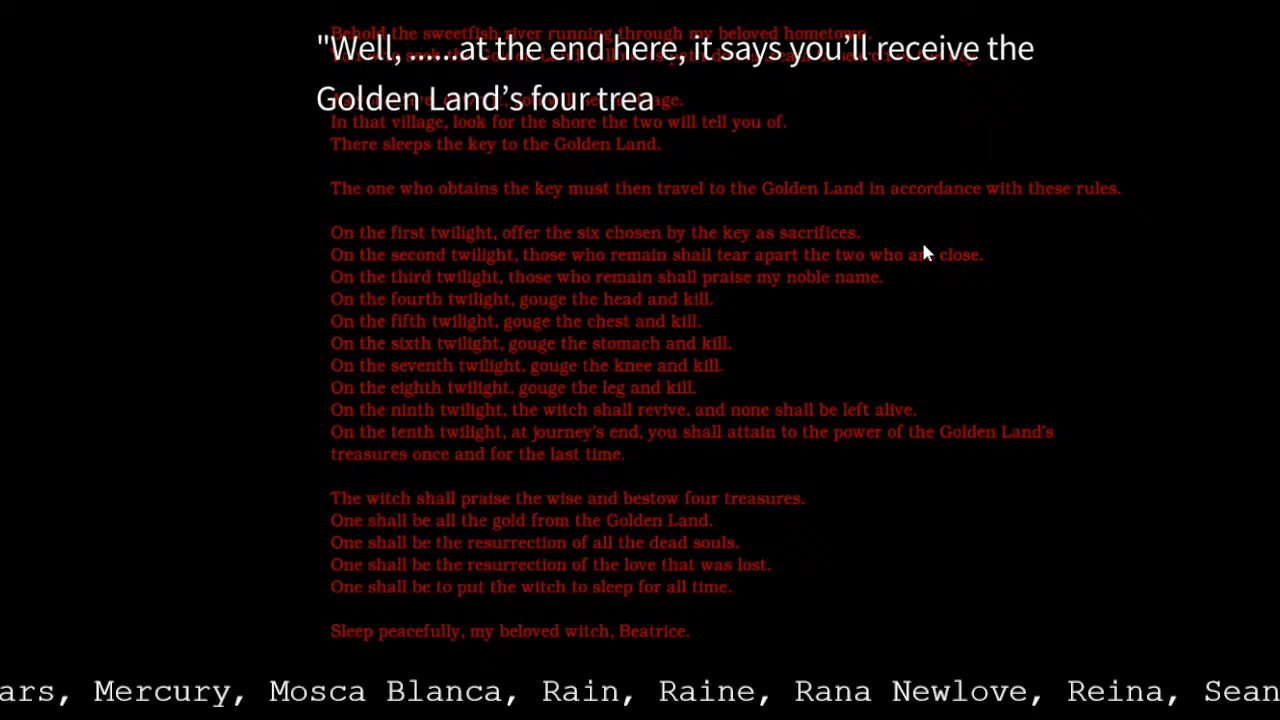 Behold the sweetfish river running through my beloved hometown.
"Well, ......at the end here, it says you’ll receive the
Golden Land’s four trea
In that village, look for the shore the two will tell you of.
There sleeps the key to the Golden Land.
The one who obtains the key must then travel to the Golden Land in accordance with these rules.
On the first twilight, offer the six chosen by the key as sacrifices.
On the second twilight, those who remain shall tear apart the two who are close.
On the third twilight, those who remain shall praise my noble name.
On the fourth twilight, gouge the head and kill.
On the fifth twilight, gouge the chest and kill.
On the sixth twilight, gouge the stomach and kill.
On the seventh twilight, gouge the knee and kill.
On the eighth twilight, gouge the leg and kill.
On the ninth twilight, the witch shall revive, and none shall be left alive.
On the tenth twilight, at journey's end, you shall attain to the power of the Golden Land's
treasures once and for the last time.
The witch shall praise the wise and bestow four treasures.
One shall be all the gold from the Golden Land.
One shall be the resurrection of all the dead souls.
One shall be the resurrection of the love that was lost.
One shall be to put the witch to sleep for all time.
Sleep peacefully, my beloved witch, Beatrice.
ars, Mercury, Mosca Blanca, Rain, Raine, Rana Newlove, Reina, Sean